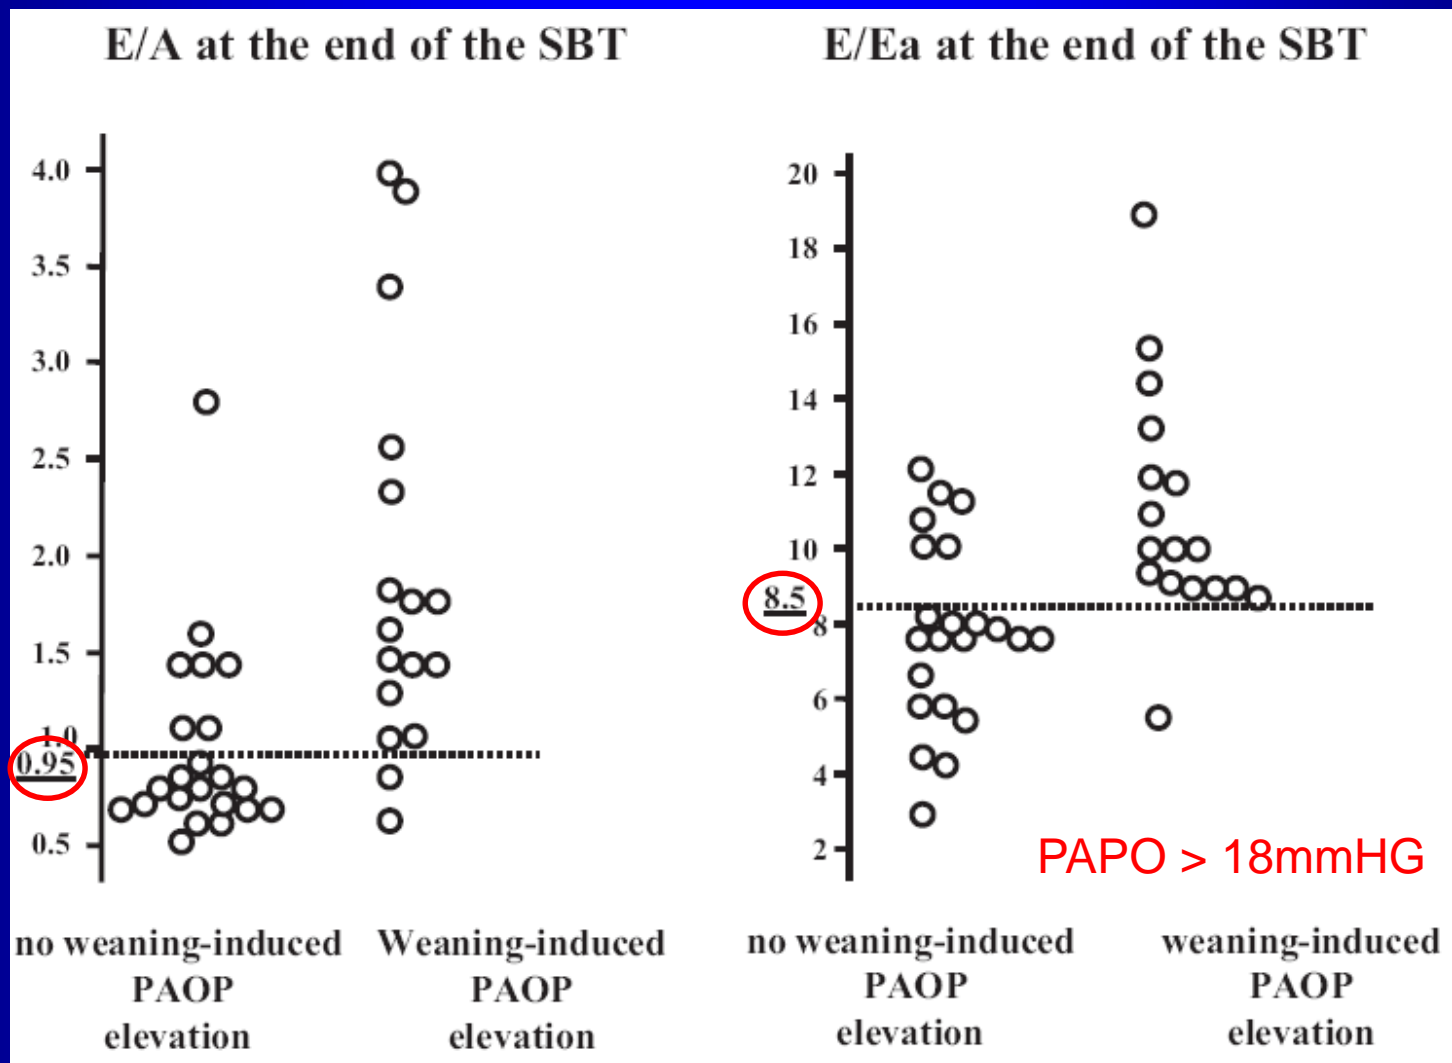 E/A at the end of the SBT
4.0
3.5
3.0
2.5
2.0
1.5
1.0
0.95
0.5
no weaning-induced
PAOP
elevation
Weaning-induced
PAOP
elevation
E/Ea at the end of the SBT
20
18
16
14
12
10
8.5
8
6
4
2
PAPO > 18mmHG
no weaning-induced
PAOP
elevation
weaning-induced
PAOP
elevation